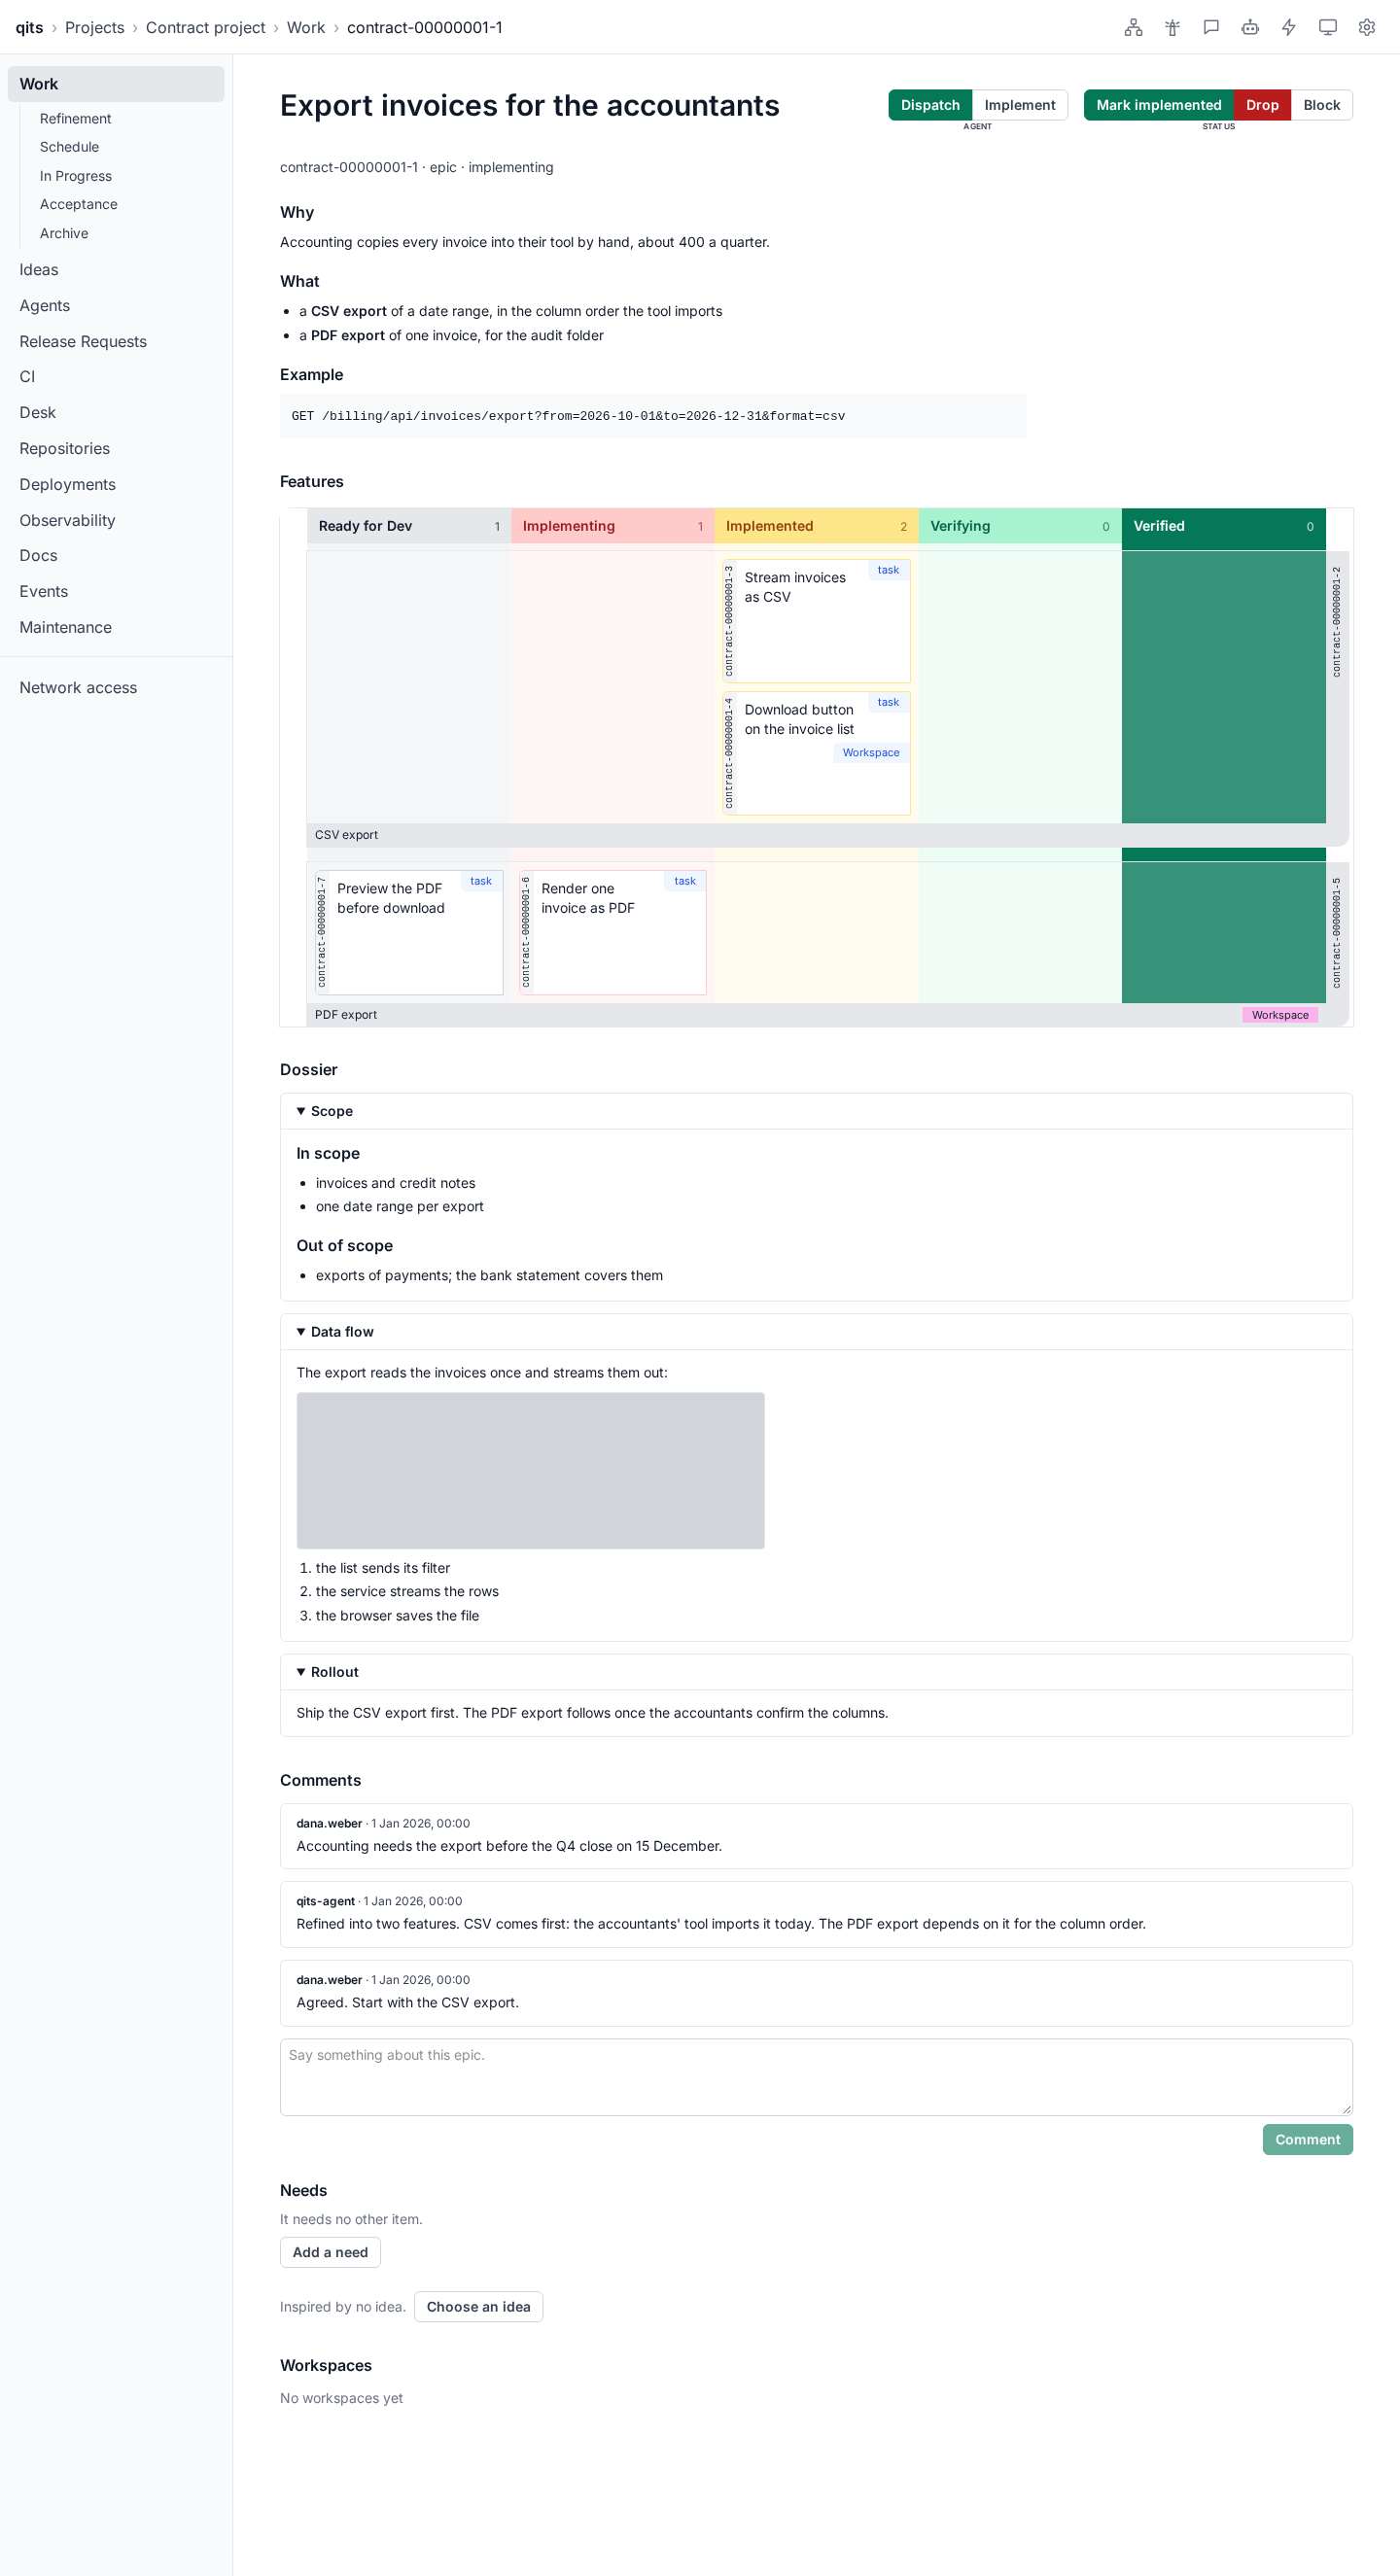 qits › Projects › Contract project › Work › contract-00000001-1
Work
Refinement
Schedule
In Progress
Acceptance
Archive
Ideas
Agents
Release Requests
CI
Desk
Repositories
Deployments
Observability
Docs
Events
Maintenance
Network access
Export invoices for the accountants
Dispatch Implement
AGENT
Mark implemented Drop Block
STATUS
contract-00000001-1 · epic · implementing
Why
Accounting copies every invoice into their tool by hand, about 400 a quarter.
What
• a CSV export of a date range, in the column order the tool imports
• a PDF export of one invoice, for the audit folder
Example
GET /billing/api/invoices/export?from=2026-10-01&to=2026-12-31&format=csv
Features
Ready for Dev 1 Implementing 1 Implemented 2 Verifying 0 Verified 0
contract-00000001-3
task
Stream invoices
as CSV
contract-00000001-4
task
Download button
on the invoice list
Workspace
contract-00000001-2
CSV export
contract-00000001-7
task
Preview the PDF
before download
contract-00000001-6
task
Render one
invoice as PDF
contract-00000001-5
PDF export
Workspace
Dossier
▼ Scope
In scope
• invoices and credit notes
• one date range per export
Out of scope
• exports of payments; the bank statement covers them
▼ Data flow
The export reads the invoices once and streams them out:
1. the list sends its filter
2. the service streams the rows
3. the browser saves the file
▼ Rollout
Ship the CSV export first. The PDF export follows once the accountants confirm the columns.
Comments
dana.weber · 1 Jan 2026, 00:00
Accounting needs the export before the Q4 close on 15 December.
qits-agent · 1 Jan 2026, 00:00
Refined into two features. CSV comes first: the accountants' tool imports it today. The PDF export depends on it for the column order.
dana.weber · 1 Jan 2026, 00:00
Agreed. Start with the CSV export.
Say something about this epic.
Comment
Needs
It needs no other item.
Add a need
Inspired by no idea. Choose an idea
Workspaces
No workspaces yet